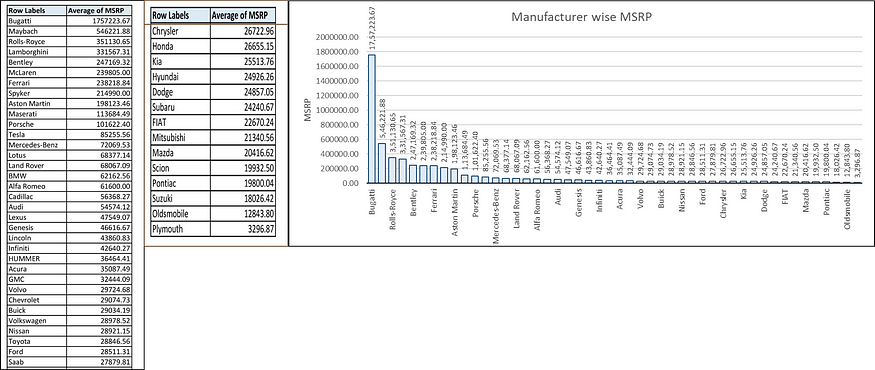 Row Labels Average of MSRP
Bugatti 1757223.67
Maybach 546221.88
Rolls-Royce 351130.65
Lamborghini 331567.31
Bentley 247169.32
McLaren 239805.00
Ferrari 238218.84
Spyker 214990.00
Aston Martin 198123.46
Maserati 113684.49
Porsche 101622.40
Tesla 85255.56
Mercedes-Benz 72069.53
Lotus 68377.14
Land Rover 68067.09
BMW 62162.56
Alfa Romeo 61600.00
Cadillac 56368.27
Audi 54574.12
Lexus 47549.07
Genesis 46616.67
Lincoln 43860.83
Infiniti 42640.27
HUMMER 36464.41
Acura 35087.49
GMC 32444.09
Volvo 29724.68
Chevrolet 29074.73
Buick 29034.19
Volkswagen 28978.52
Nissan 28921.15
Toyota 28846.56
Ford 28511.31
Saab 27879.81
Row Labels Average of MSRP
Chrysler 26722.96
Honda 26655.15
Kia 25513.76
Hyundai 24926.26
Dodge 24857.05
Subaru 24240.67
FIAT 22670.24
Mitsubishi 21340.56
Mazda 20416.62
Scion 19932.50
Pontiac 19800.04
Suzuki 18026.42
Oldsmobile 12843.80
Plymouth 3296.87
Manufacturer wise MSRP
MSRP
2000000.00
1800000.00
1600000.00
1400000.00
1200000.00
1000000.00
800000.00
600000.00
400000.00
200000.00
0.00
17,57,223.67
5,46,221.88
3,51,130.65
3,31,567.31
2,47,169.32
2,39,805.00
2,38,218.84
2,14,990.00
1,98,123.46
1,13,684.49
1,01,622.40
85,255.56
72,069.53
68,377.14
68,067.09
62,162.56
61,600.00
56,368.27
54,574.12
47,549.07
46,616.67
43,860.83
42,640.27
36,464.41
35,087.49
32,444.09
29,724.68
29,074.73
29,034.19
28,978.52
28,921.15
28,846.56
28,511.31
27,879.81
26,722.96
26,655.15
25,513.76
24,926.26
24,857.05
24,240.67
22,670.24
21,340.56
20,416.62
19,932.50
19,800.04
18,026.42
12,843.80
3,296.87
Bugatti
Rolls-Royce
Bentley
Ferrari
Aston Martin
Porsche
Mercedes-Benz
Land Rover
Alfa Romeo
Audi
Genesis
Infiniti
Acura
Volvo
Buick
Nissan
Ford
Chrysler
Kia
Dodge
FIAT
Mazda
Pontiac
Oldsmobile